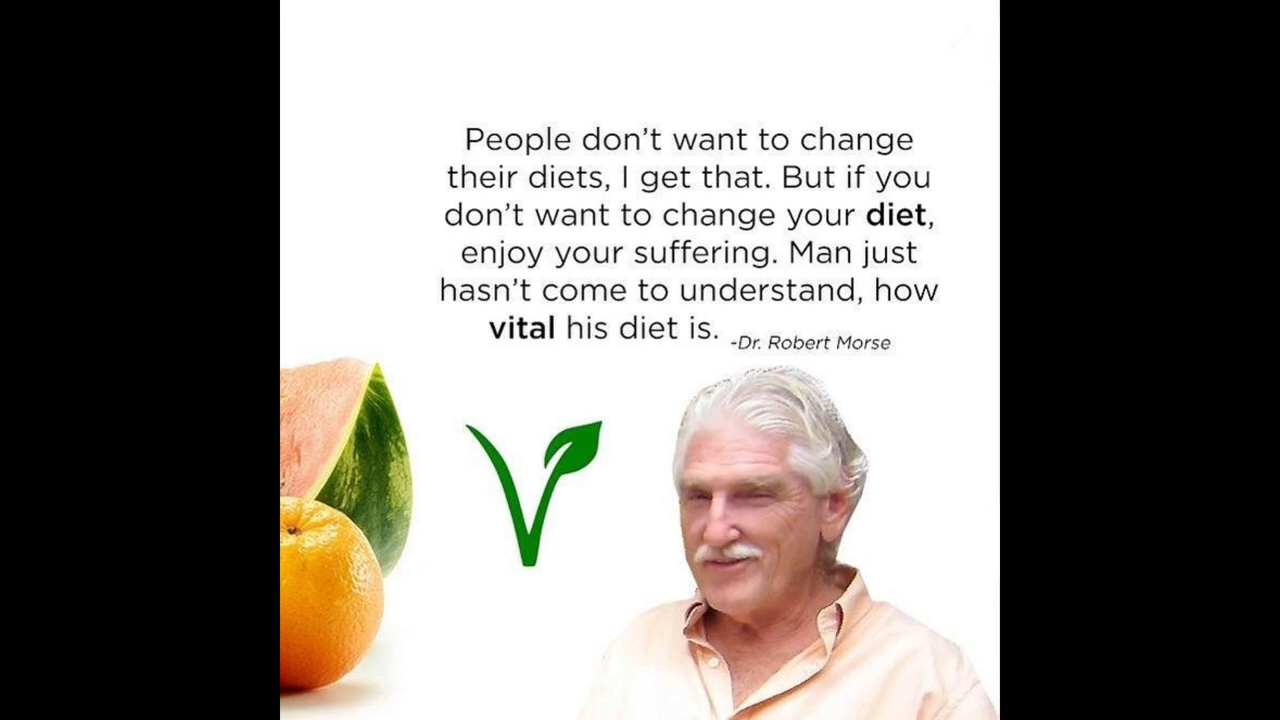 People don't want to change
their diets, I get that. But if you
don't want to change your diet,
enjoy your suffering. Man just
hasn't come to understand, how
vital his diet is. -Dr. Robert Morse